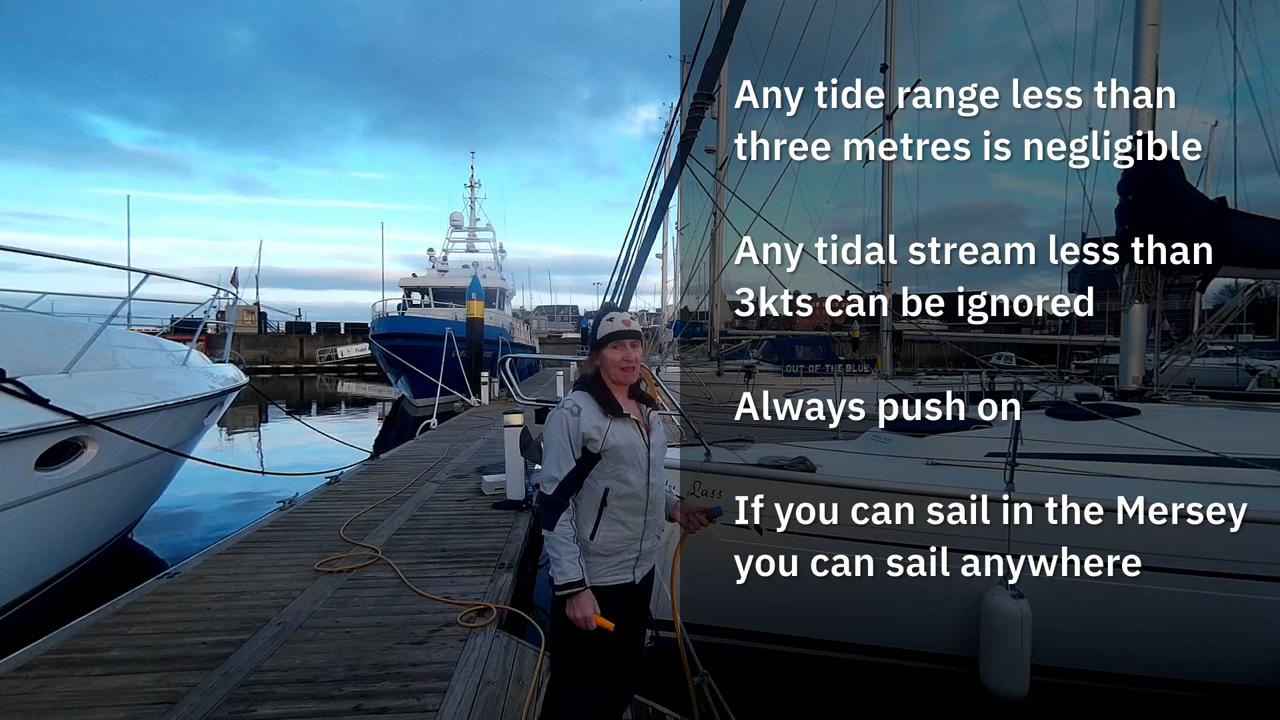 Any tide range less than
three metres is negligible
Any tidal stream less than
3kts can be ignored
Always push on
If you can sail in the Mersey
you can sail anywhere
OUT OF THE BLUE
Lass